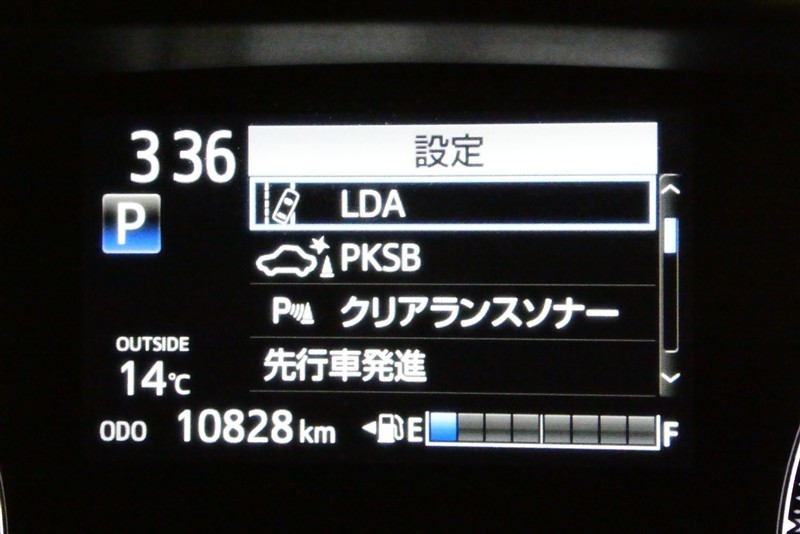 3 36
設定
LDA
P
PKSB
P クリアランスソナー
先行車発進
OUTSIDE
14℃
ODO 10828 km E F